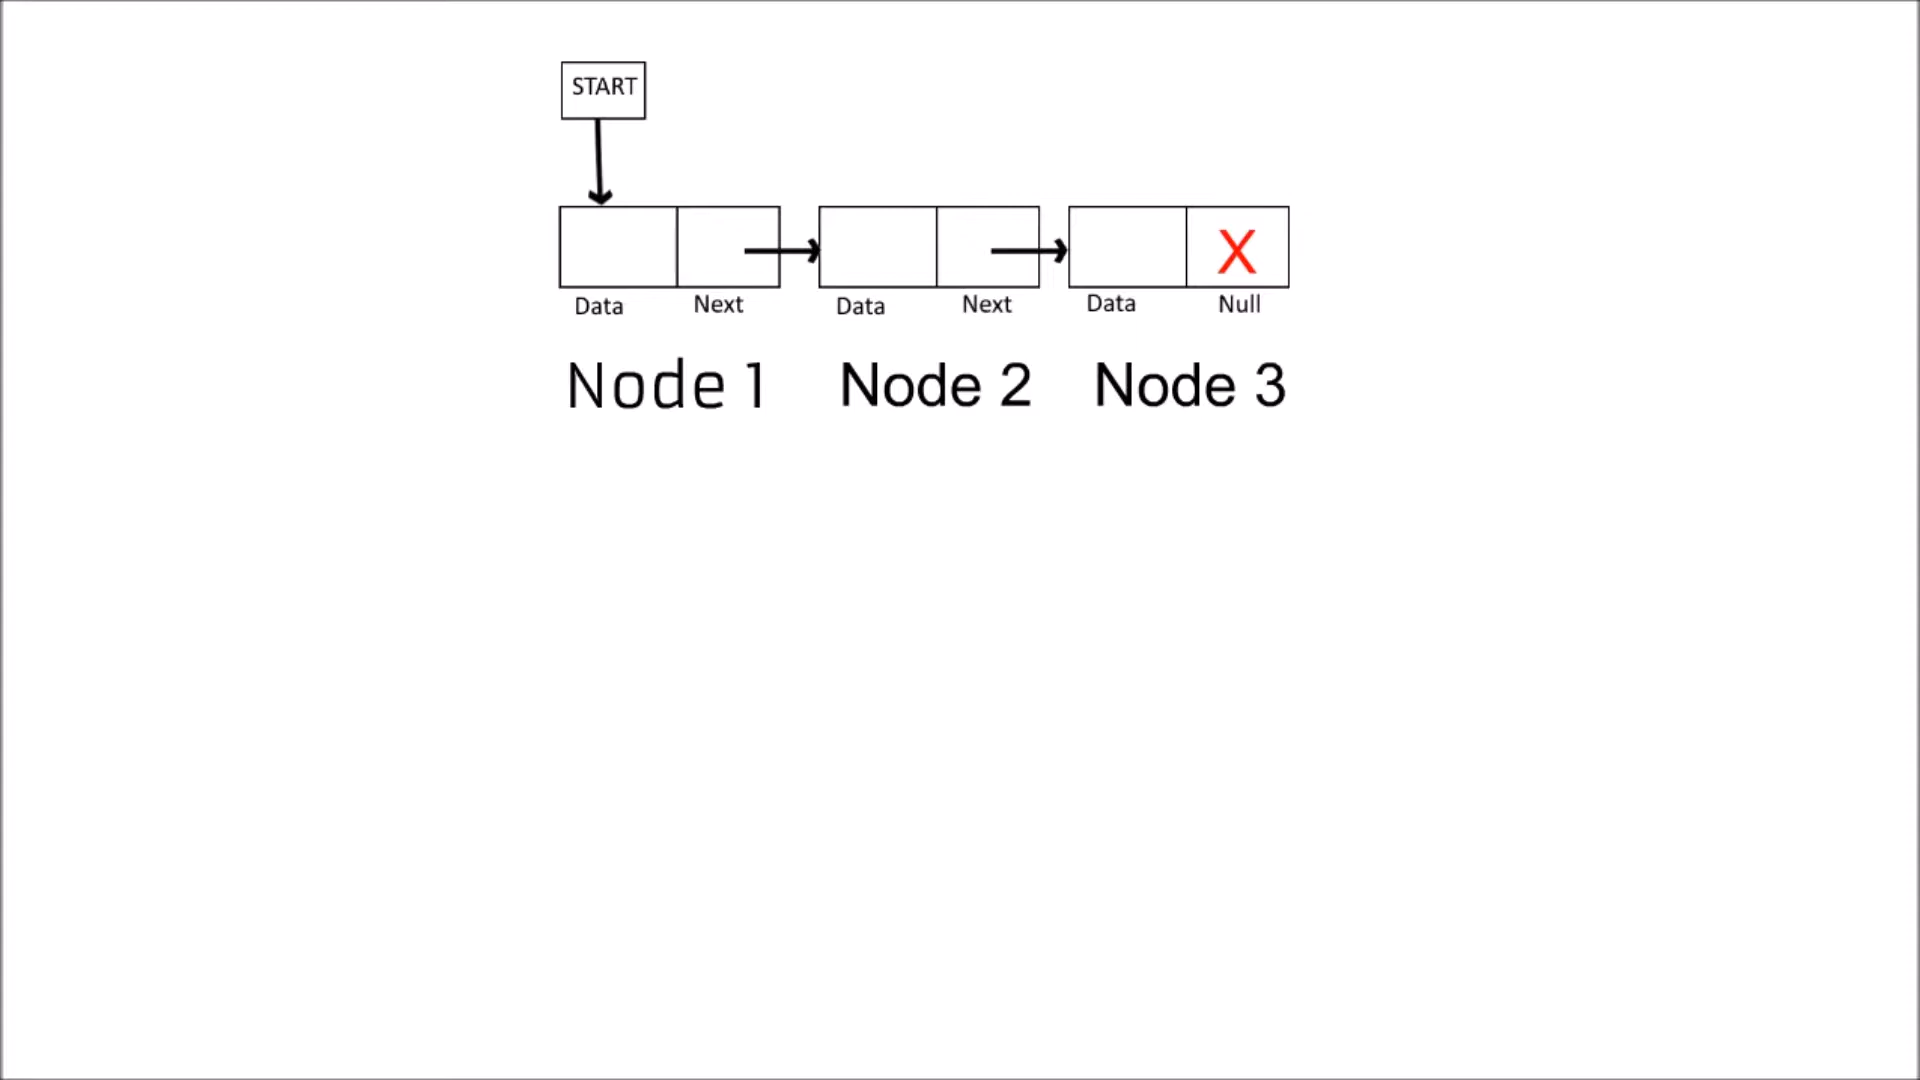 START
X
Data Next Data Next Data Null
Node 1 Node 2 Node 3